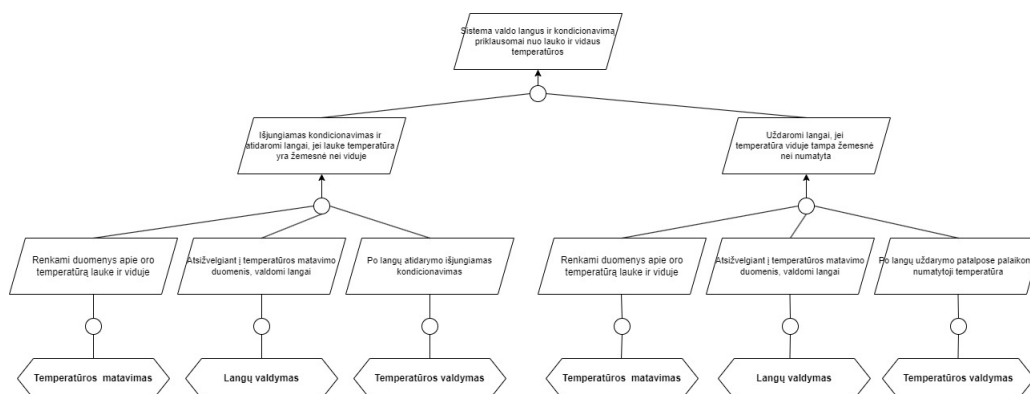 Sistema valdo langus ir kondicionavimą
priklausomai nuo lauko ir vidaus
temperatūros
Išjungiamas kondicionavimas ir
atidaromi langai, jei lauke temperatūra
yra žemesnė nei viduje
Uždaromi langai, jei
temperatūra viduje tampa žemesnė
nei numatyta
Renkami duomenys apie oro
temperatūrą lauke ir viduje
Atsižvelgiant į temperatūros matavimo
duomenis, valdomi langai
Po langų atidarymo išjungiamas
kondicionavimas
Renkami duomenys apie oro
temperatūrą lauke ir viduje
Atsižvelgiant į temperatūros matavimo
duomenis, valdomi langai
Po langų uždarymo patalpose palaikom
numatytoji temperatūra
Temperatūros matavimas
Langų valdymas
Temperatūros valdymas
Temperatūros matavimas
Langų valdymas
Temperatūros valdymas